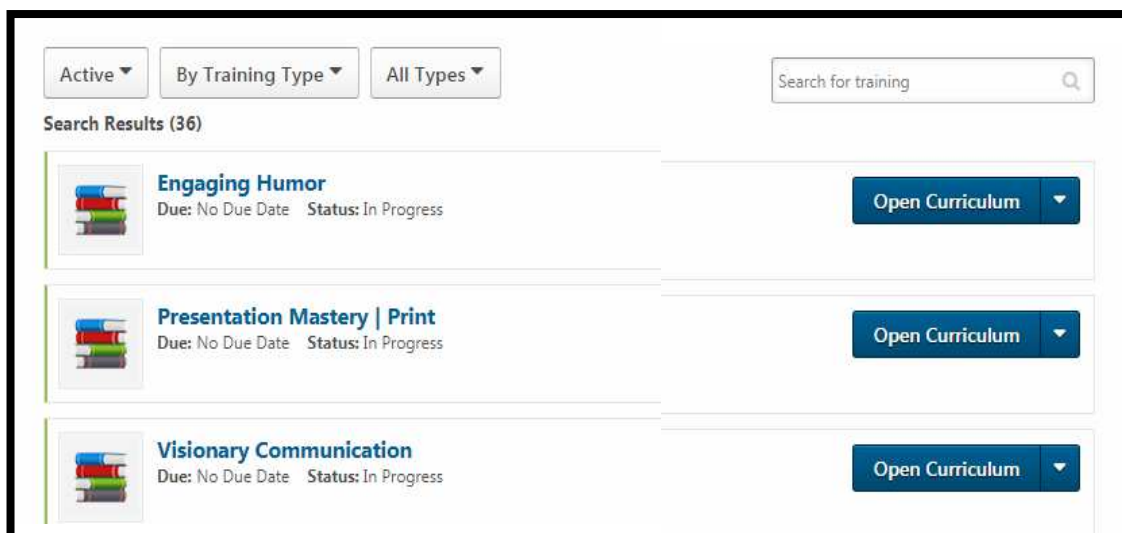 Active By Training Type All Types Search for training
Search Results (36)
Engaging Humor
Due: No Due Date Status: In Progress
Open Curriculum
Presentation Mastery | Print
Due: No Due Date Status: In Progress
Open Curriculum
Visionary Communication
Due: No Due Date Status: In Progress
Open Curriculum